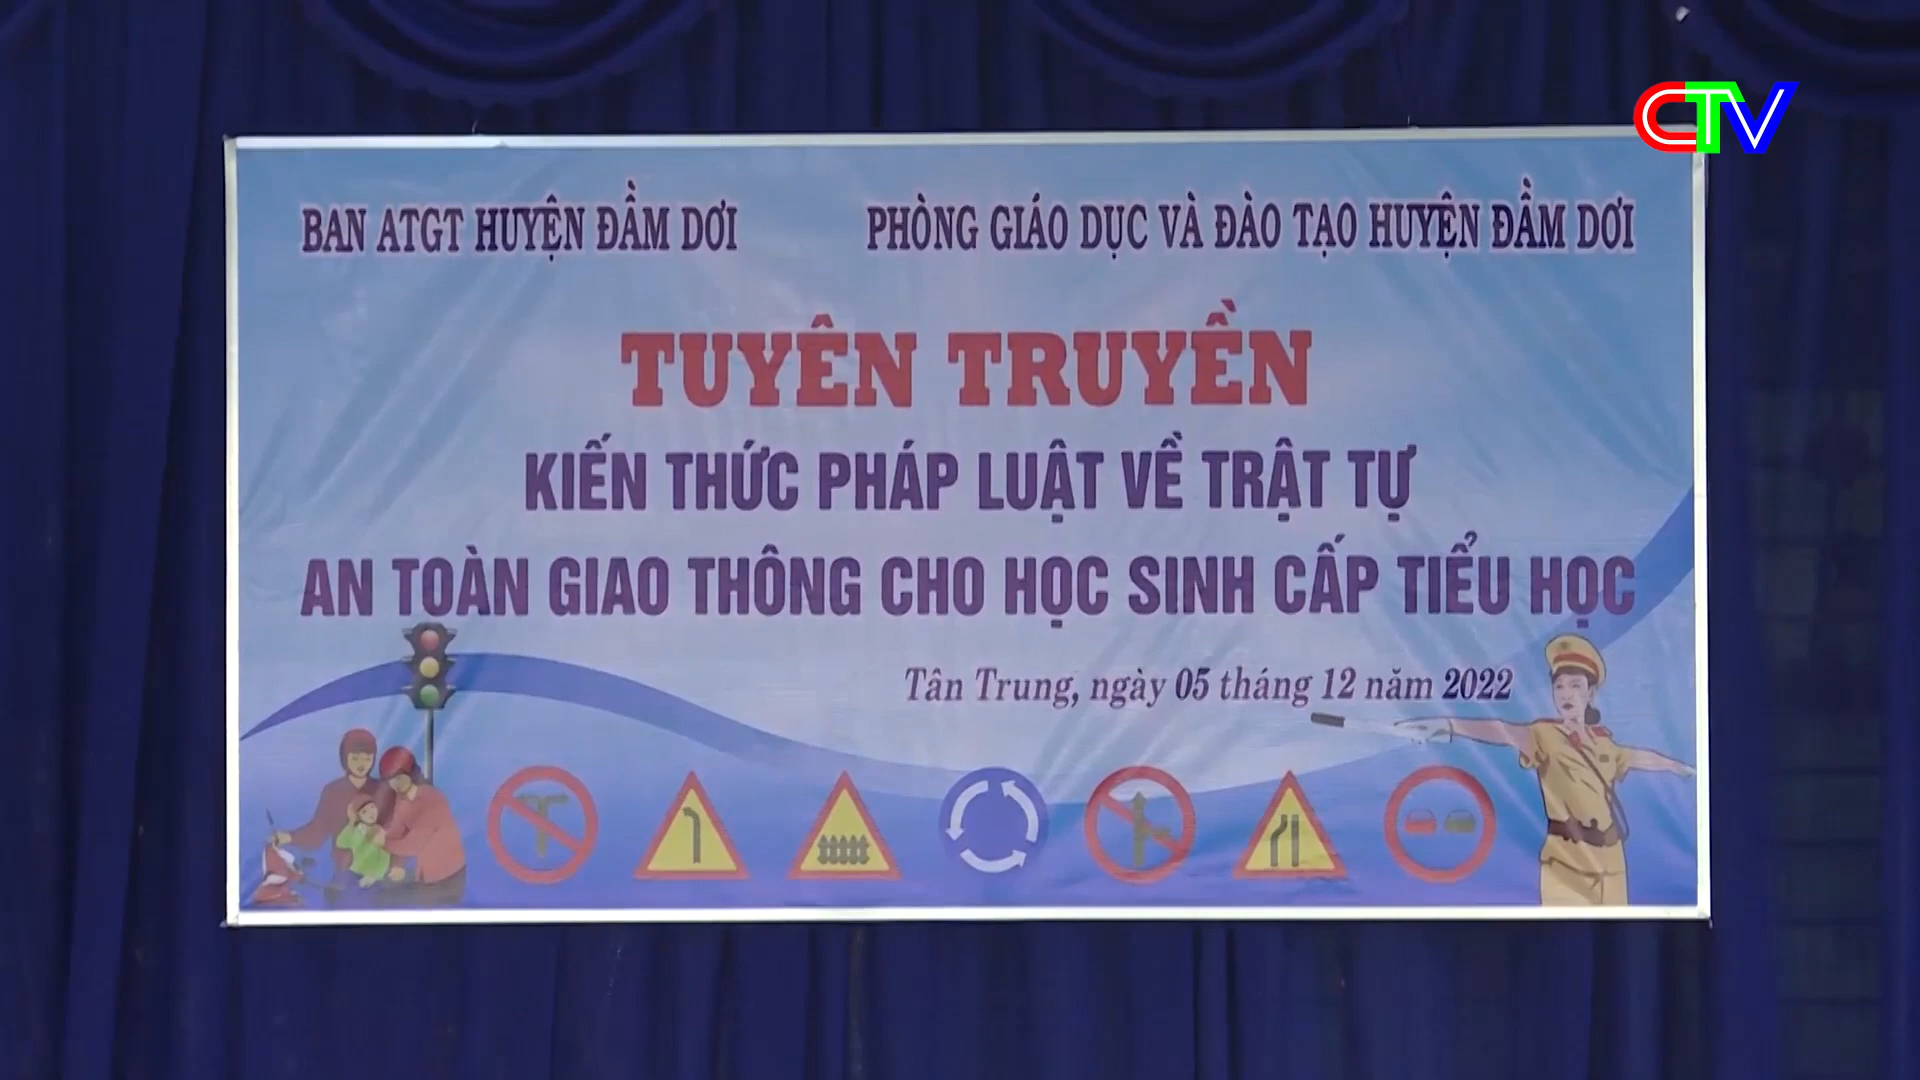 CTV
BAN ATGT HUYỆN ĐẦM DƠI
PHÒNG GIÁO DỤC VÀ ĐÀO TẠO HUYỆN ĐẦM DƠI
TUYÊN TRUYỀN
KIẾN THỨC PHÁP LUẬT VỀ TRẬT TỰ
AN TOÀN GIAO THÔNG CHO HỌC SINH CẤP TIỂU HỌC
Tân Trung, ngày 05 tháng 12 năm 2022